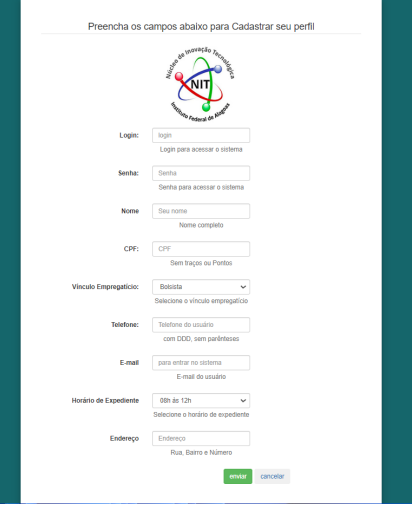 Preencha os campos abaixo para Cadastrar seu perfil
Núcleo de Inovação Tecnológica
NIT
Instituto Federal de Alagoas
Login:
login
Login para acessar o sistema
Senha:
Senha
Senha para acessar o sistema
Nome
Seu nome
Nome completo
CPF:
CPF
Sem traços ou Pontos
Vínculo Empregatício:
Bolsista
Selecione o vínculo empregatício
Telefone:
Telefone do usuário
com DDD, sem parênteses
E-mail
para entrar no sistema
E-mail do usuário
Horário de Expediente
08h às 12h
Selecione o horário de expediente
Endereço
Endereço
Rua, Bairro e Número
enviar cancelar